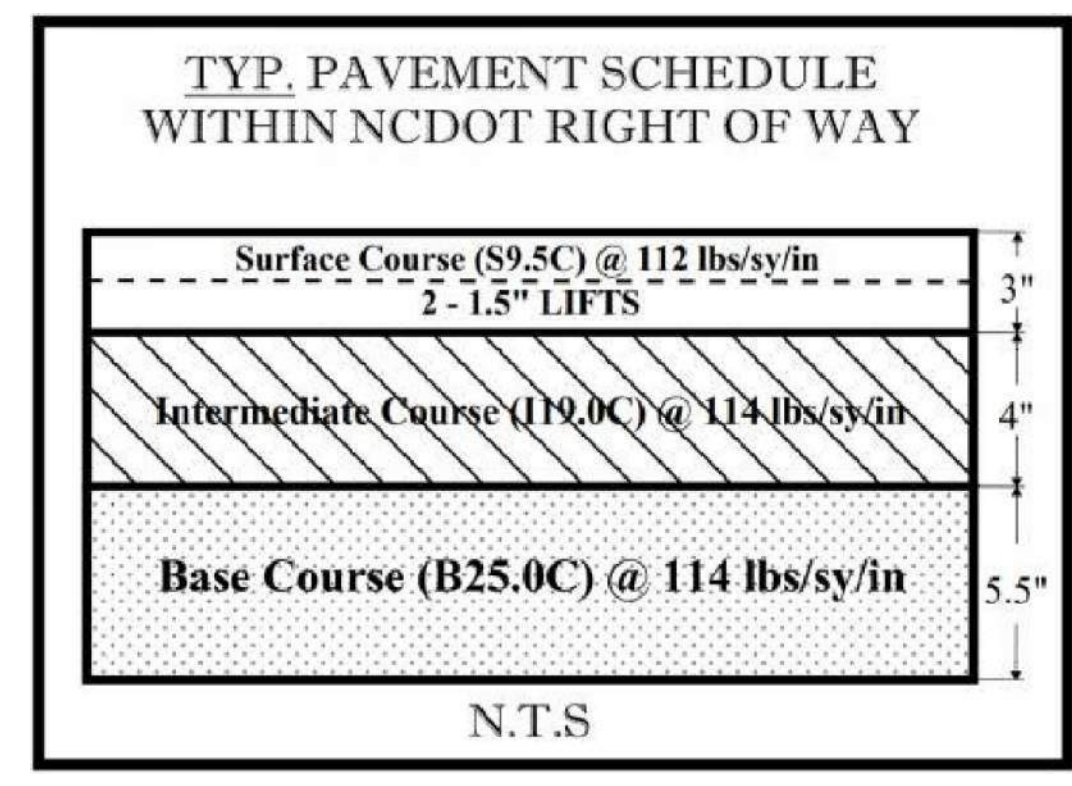 TYP. PAVEMENT SCHEDULE
WITHIN NCDOT RIGHT OF WAY
Surface Course (S9.5C) @ 112 lbs/sy/in
2 - 1.5" LIFTS
3"
Intermediate Course (I19.0C) @ 114 lbs/sy/in
4"
Base Course (B25.0C) @ 114 lbs/sy/in
5.5"
N.T.S